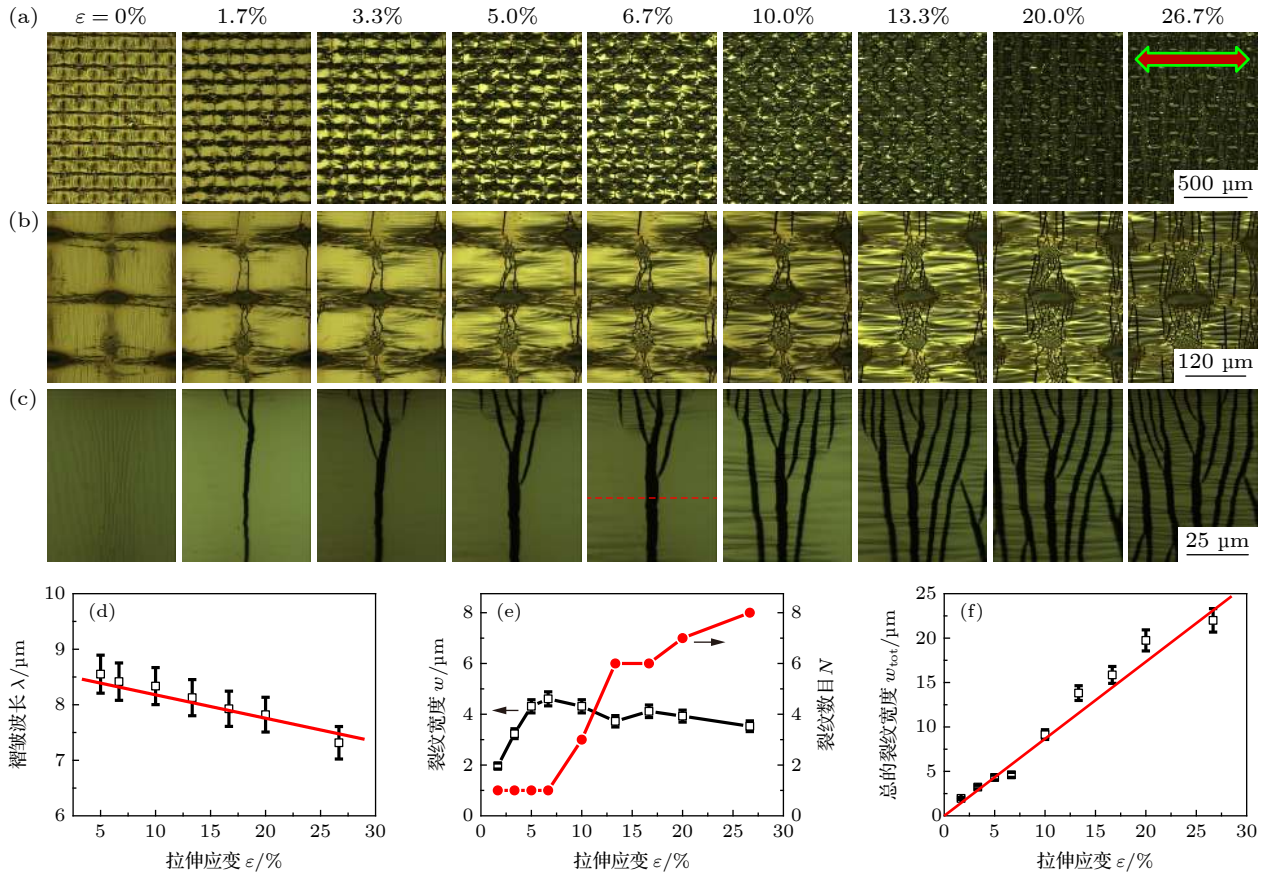 (a) ε = 0% 1.7% 3.3% 5.0% 6.7% 10.0% 13.3% 20.0% 26.7%
500 µm
(b)
120 µm
(c)
25 µm
(d)
褶皱波长 λ/µm
10
9
8
7
6
5 10 15 20 25 30
拉伸应变 ε/%
(e)
裂纹宽度 w/µm
8
6
4
2
0
0 5 10 15 20 25 30
拉伸应变 ε/%
裂纹数目 N
8
6
4
2
0
(f)
总的裂纹宽度 wtot/µm
25
20
15
10
5
0
0 5 10 15 20 25 30
拉伸应变 ε/%